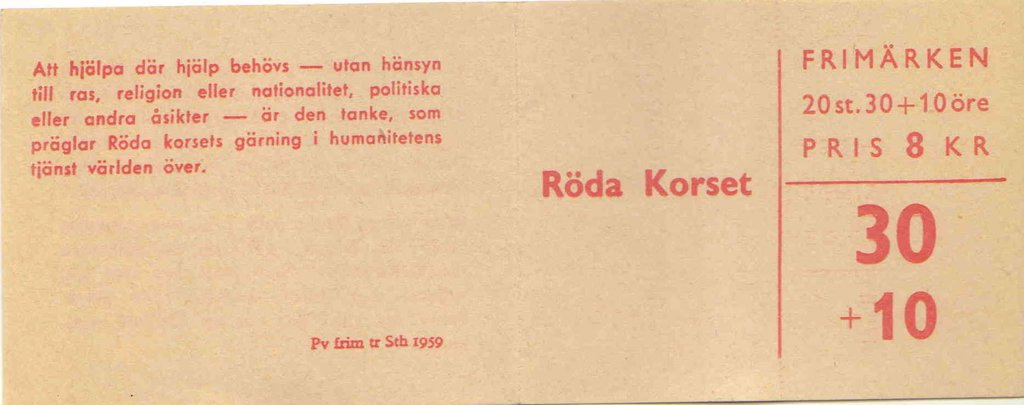 Att hjälpa där hjälp behövs — utan hänsyn
till ras, religion eller nationalitet, politiska
eller andra åsikter — är den tanke, som
präglar Röda korsets gärning i humanitetens
tjänst världen över.
Pv frim tr Sth 1959
Röda Korset
FRIMÄRKEN
20 st. 30+10 öre
PRIS 8 KR
30
+10